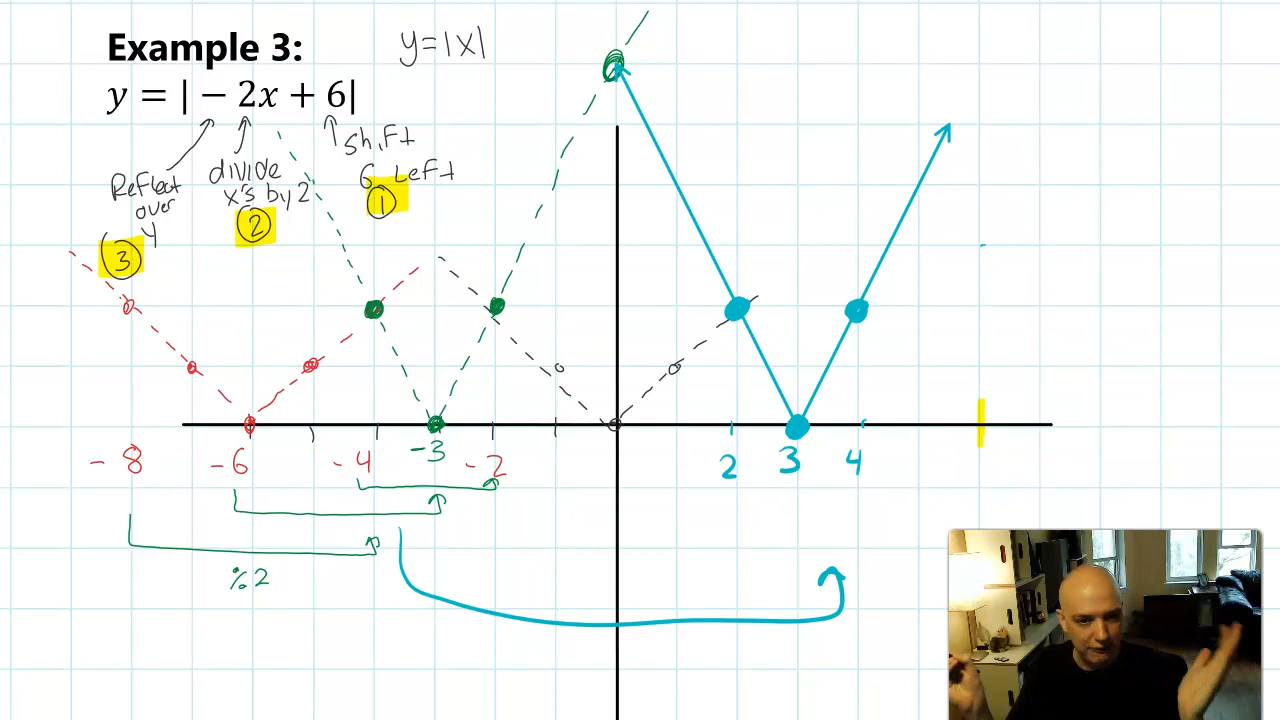 Example 3:
y = |x|
y = | − 2x + 6|
shift
6 Left
1
divide
x's by 2
2
Reflect
over
y
3
-8
-6
-4
-3
-2
2
3
4
% 2